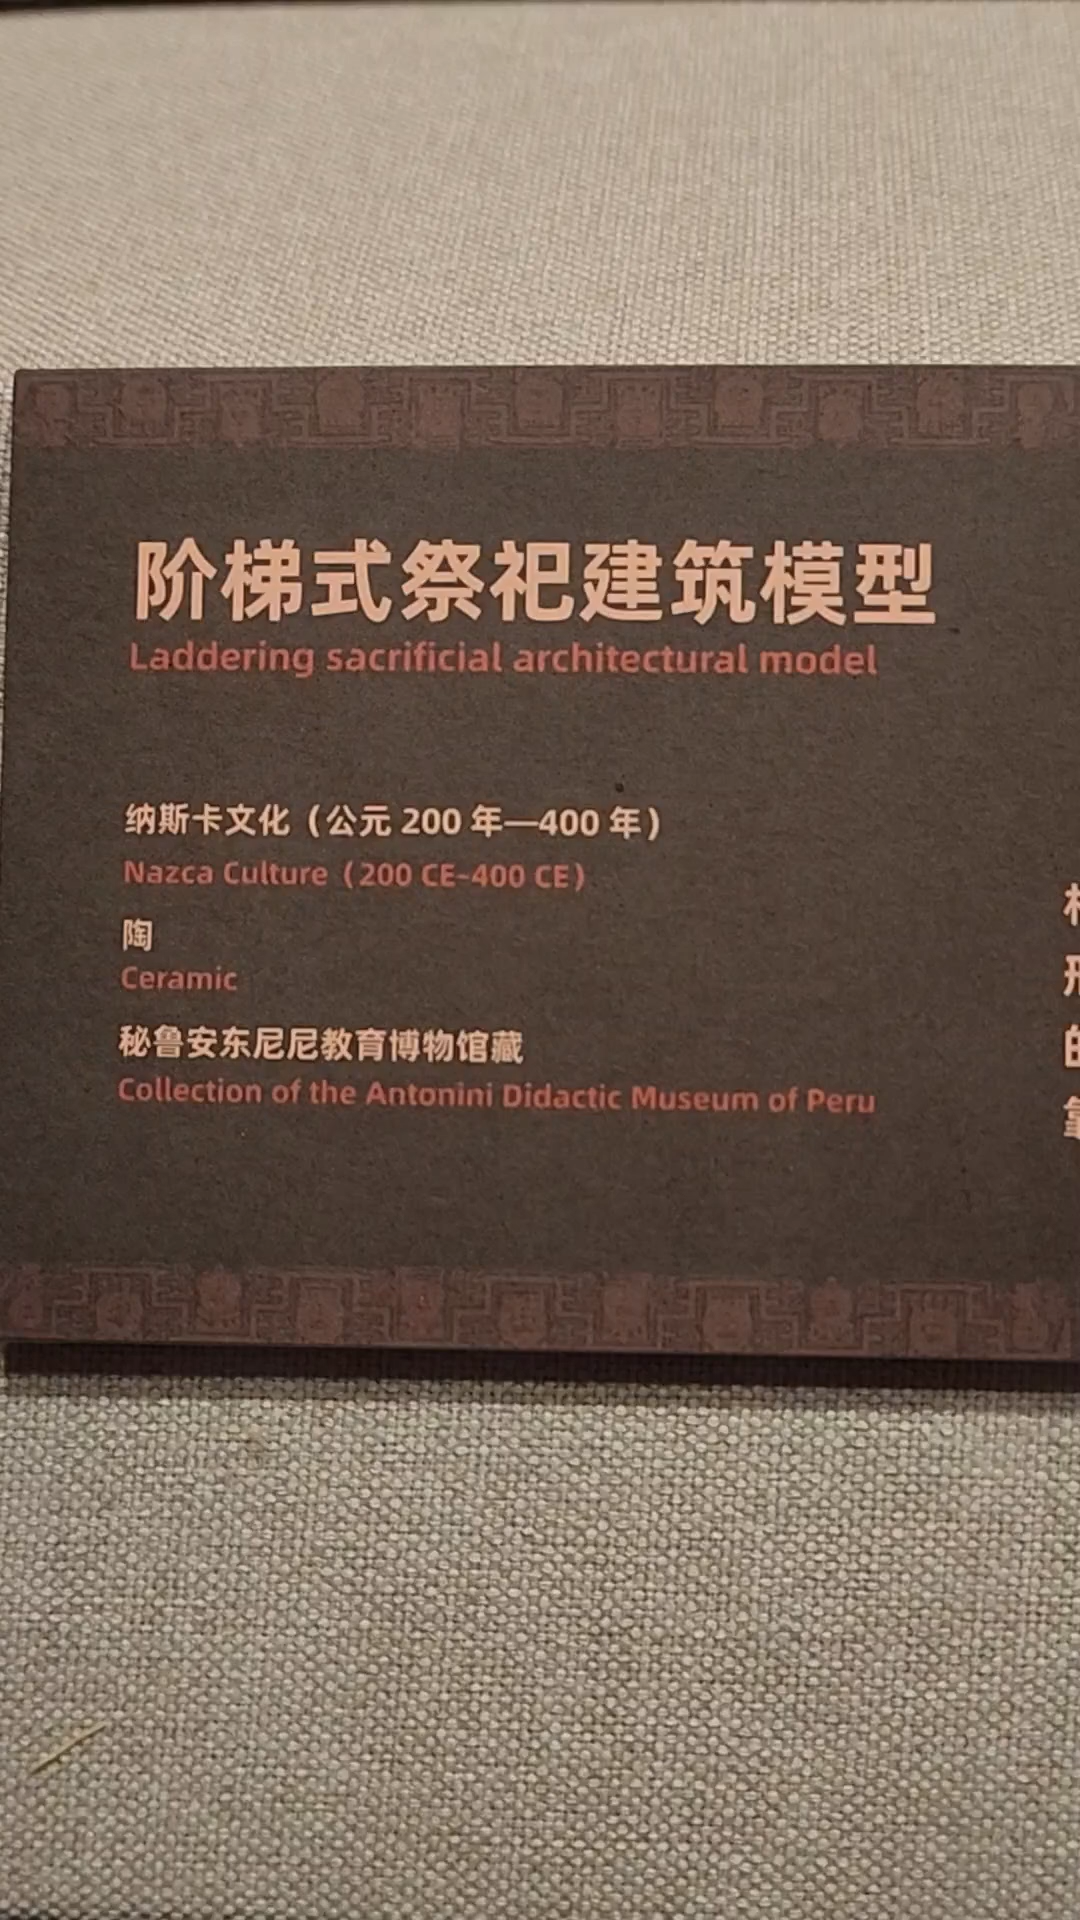 阶梯式祭祀建筑模型
Laddering sacrificial architectural model
纳斯卡文化（公元 200 年—400 年）
Nazca Culture（200 CE-400 CE）
陶
Ceramic
秘鲁安东尼尼教育博物馆藏
Collection of the Antonini Didactic Museum of Peru